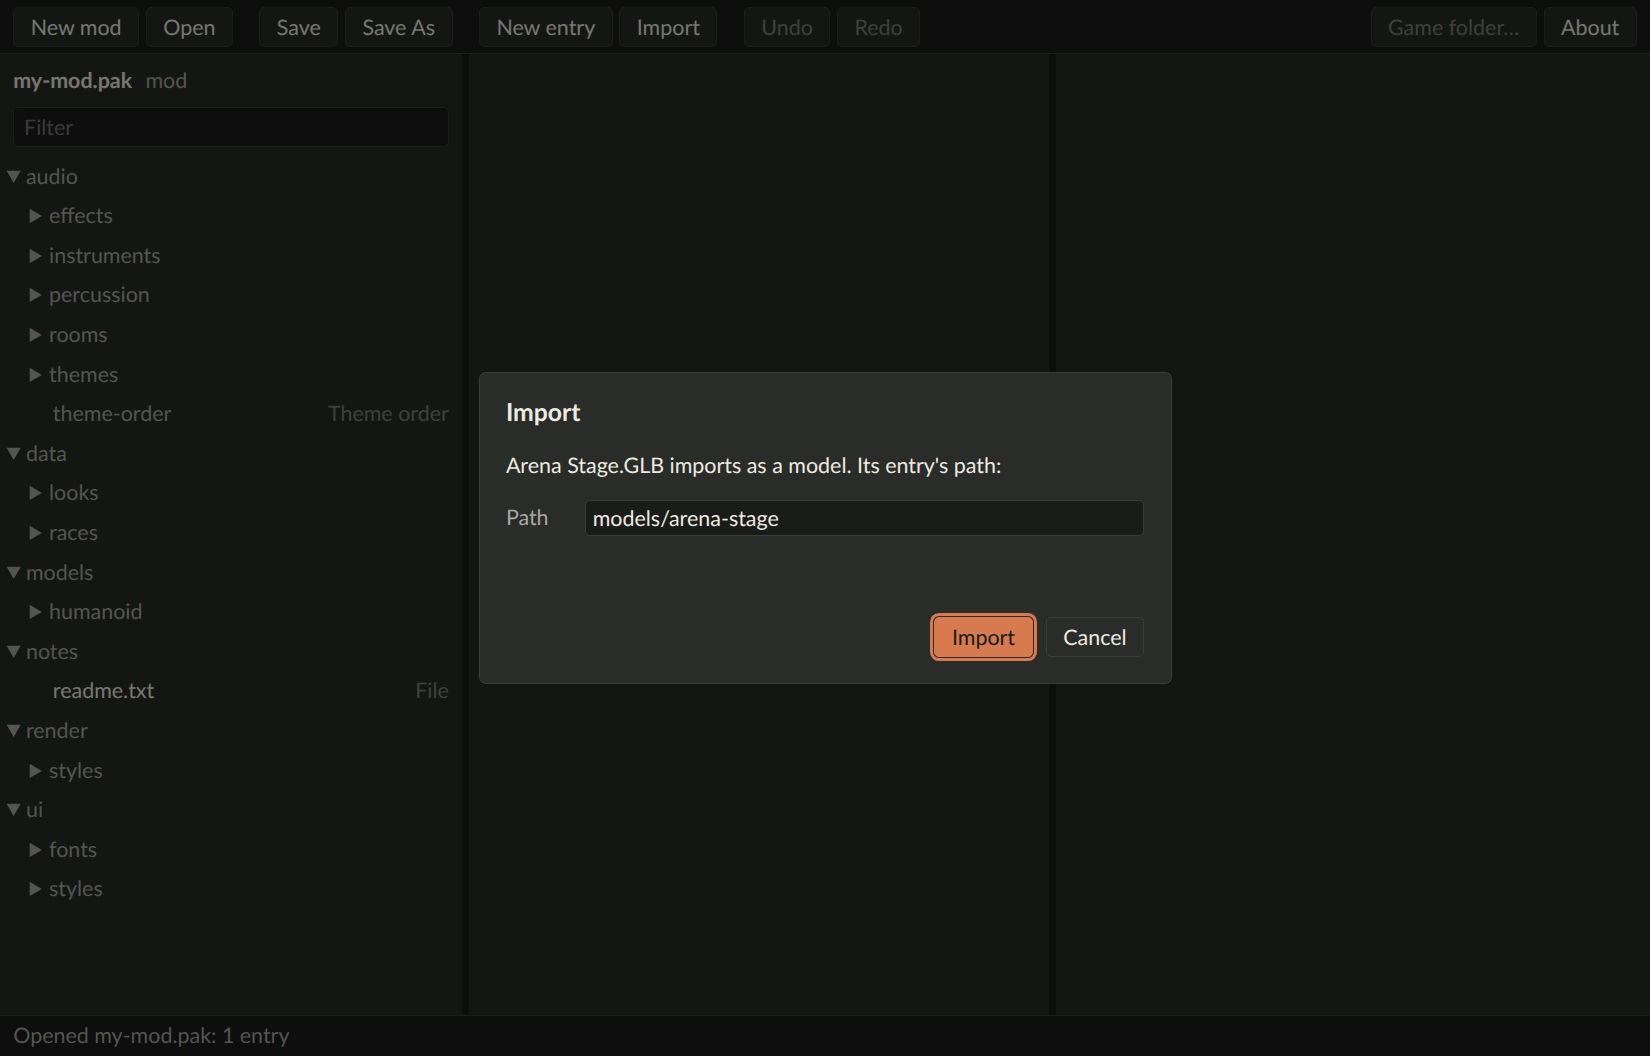 New mod Open Save Save As New entry Import Undo Redo Game folder... About
my-mod.pak mod
Filter
audio
effects
instruments
percussion
rooms
themes
theme-order Theme order
data
looks
races
models
humanoid
notes
readme.txt File
render
styles
ui
fonts
styles
Import
Arena Stage.GLB imports as a model. Its entry's path:
Path models/arena-stage
Import Cancel
Opened my-mod.pak: 1 entry